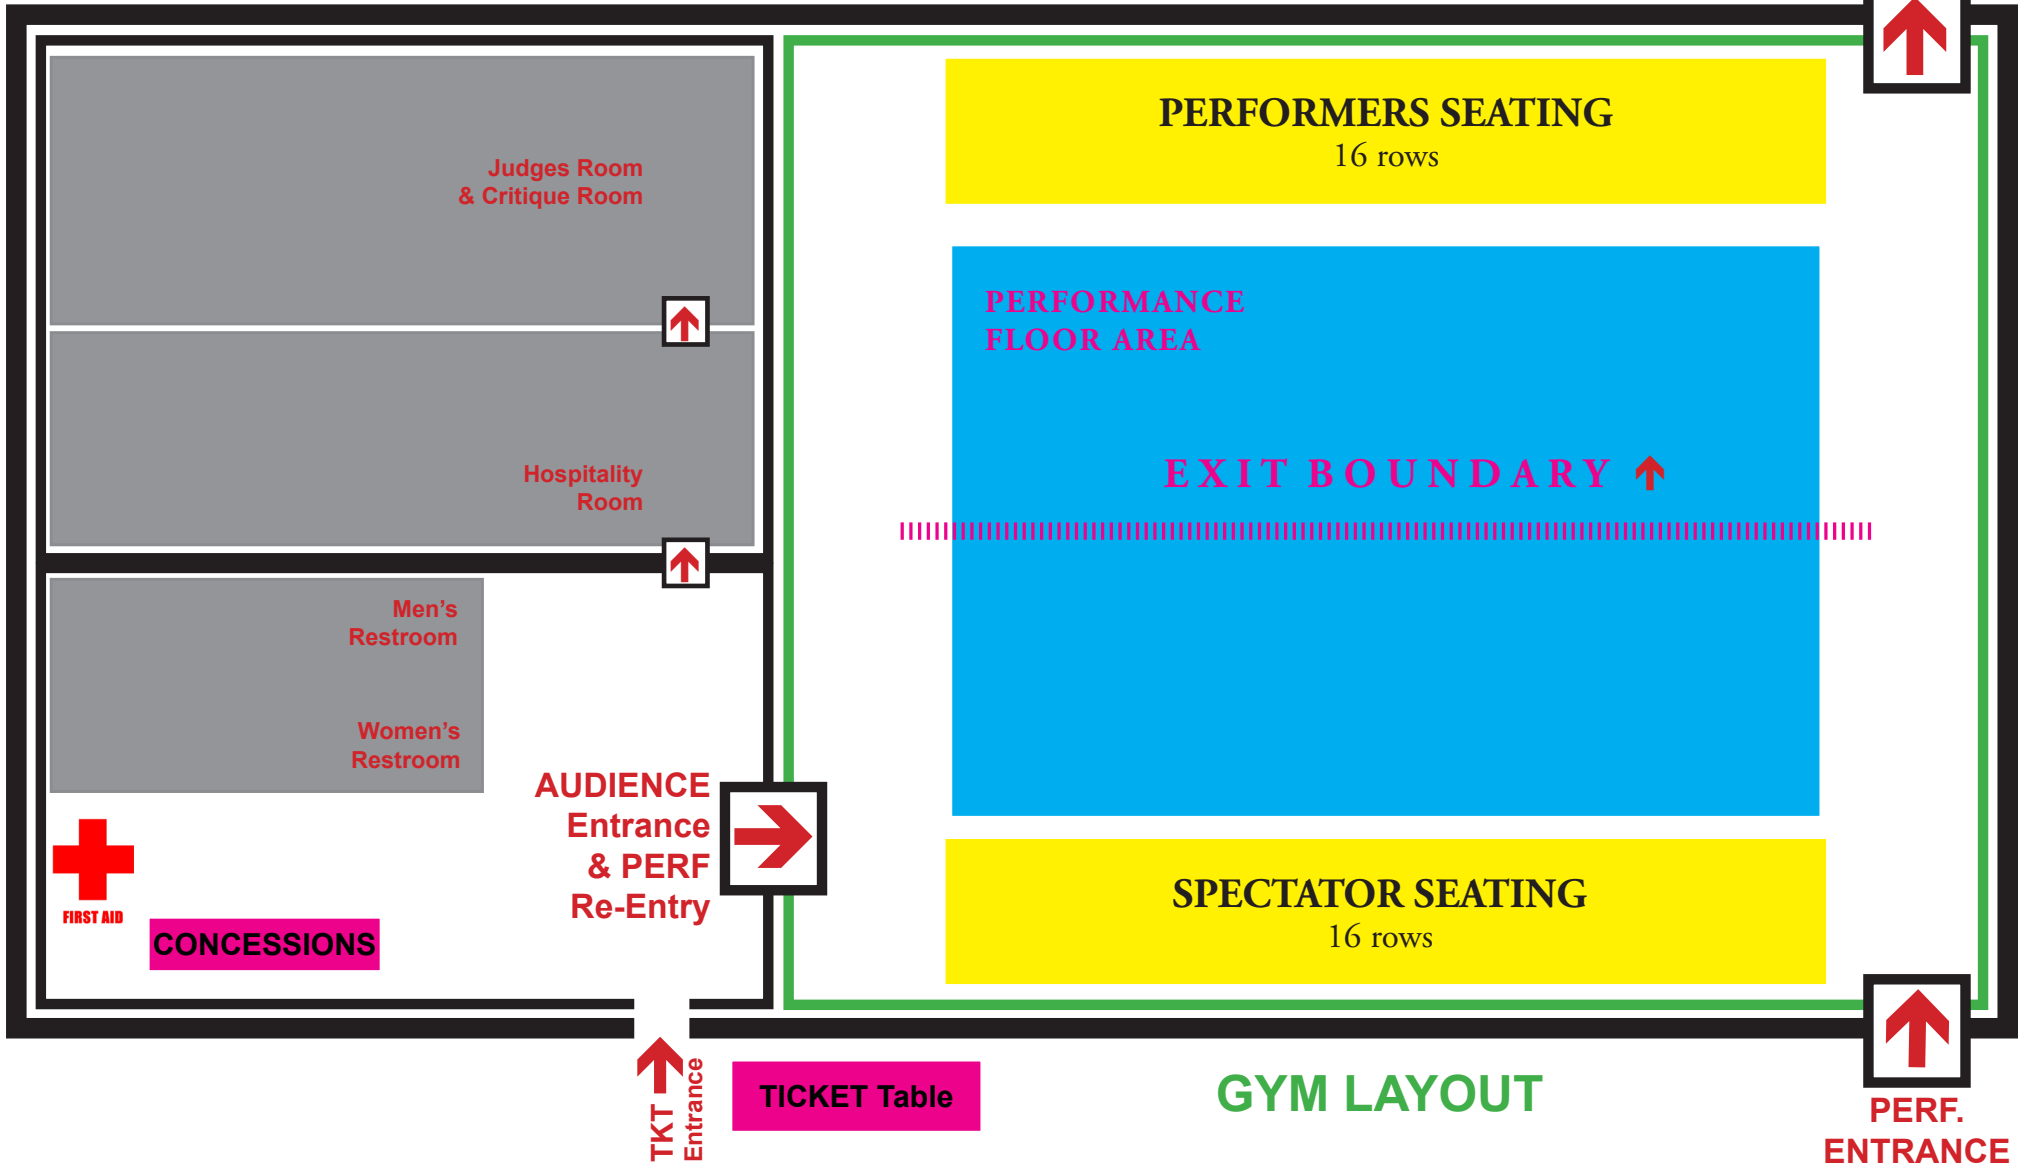 PERFORMERS SEATING
16 rows
Judges Room
& Critique Room
PERFORMANCE
FLOOR AREA
EXIT BOUNDARY
Hospitality
Room
Men's
Restroom
Women's
Restroom
AUDIENCE
Entrance
& PERF
Re-Entry
SPECTATOR SEATING
16 rows
FIRST AID
CONCESSIONS
TKT
Entrance
TICKET Table
GYM LAYOUT
PERF.
ENTRANCE